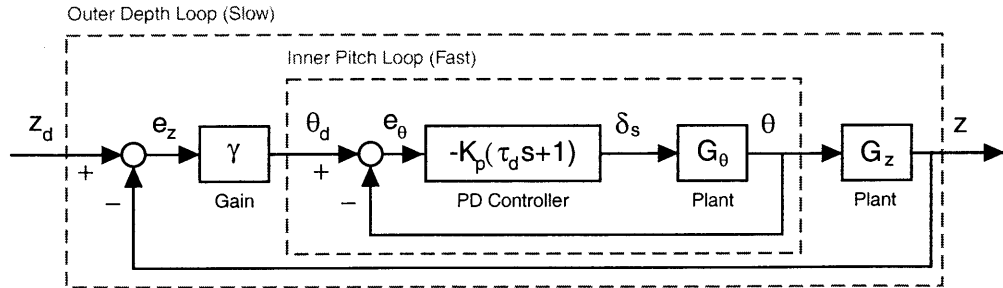 Outer Depth Loop (Slow)
Inner Pitch Loop (Fast)
z_d
e_z
γ
θ_d
e_θ
-K_p(τ_d s+1)
δ_s
G_θ
θ
G_z
z
+
−
+
−
Gain
PD Controller
Plant
Plant